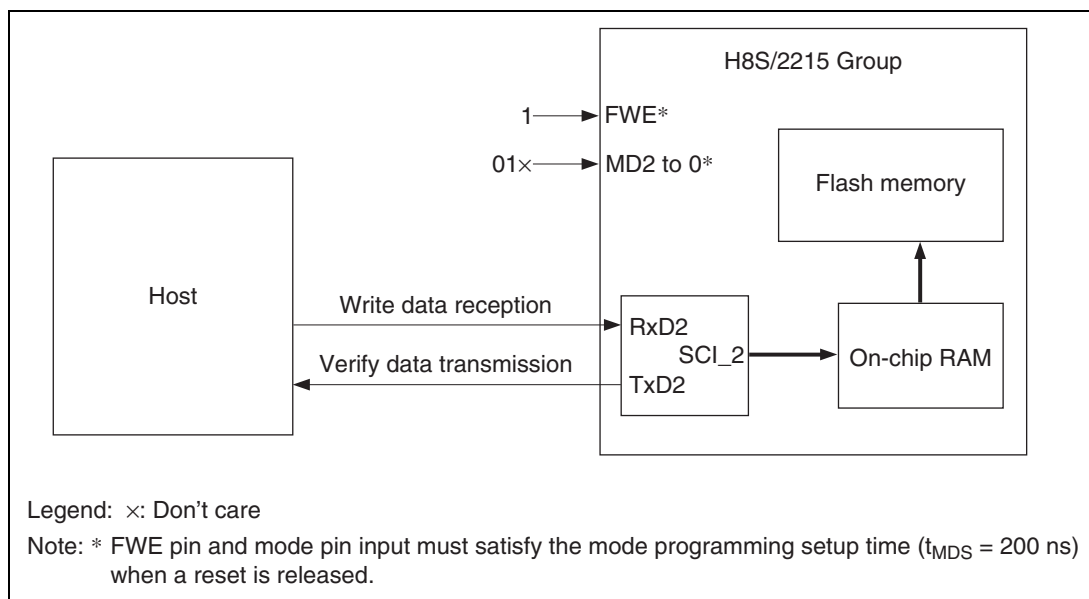 H8S/2215 Group
1
FWE*
01×
MD2 to 0*
Flash memory
Host
Write data reception
RxD2
SCI_2
On-chip RAM
Verify data transmission
TxD2
Legend: ×: Don't care
Note: * FWE pin and mode pin input must satisfy the mode programming setup time (tMDS = 200 ns)
when a reset is released.